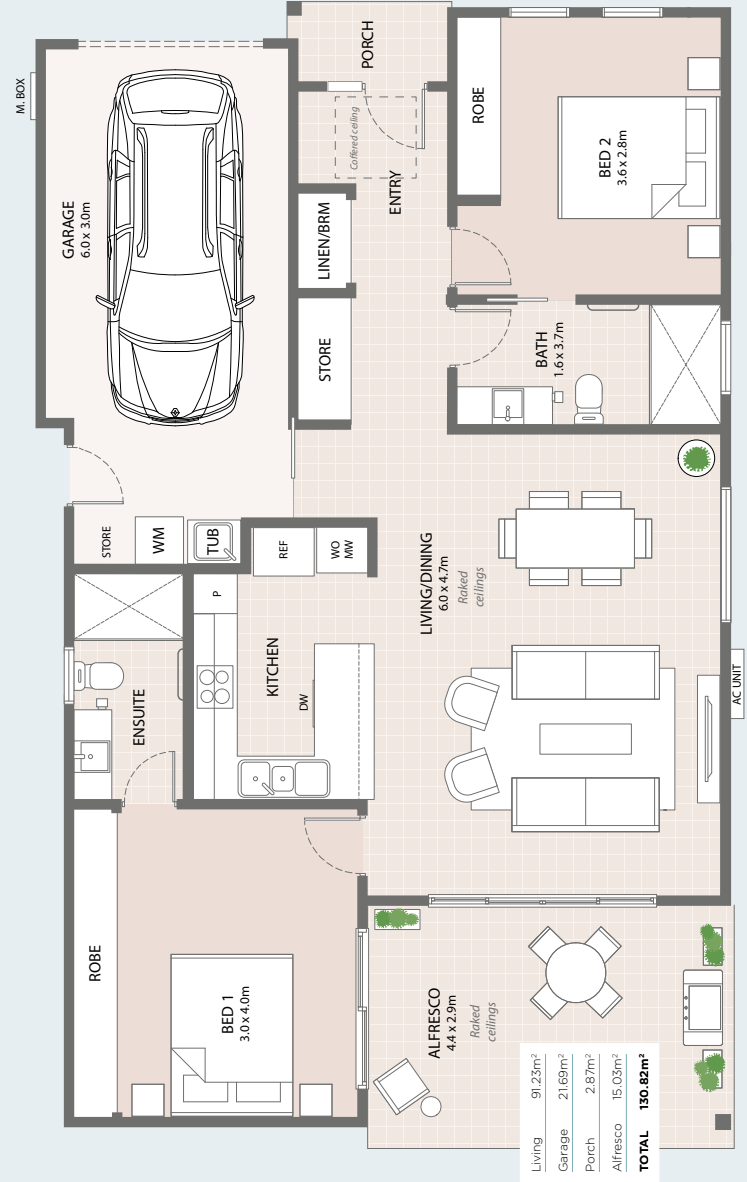 M. BOX
GARAGE
6.0 x 3.0m
PORCH
Coffered ceiling
ENTRY
LINEN/BRM
STORE
ROBE
BED 2
3.6 x 2.8m
BATH
1.6 x 3.7m
STORE
WM
TUB
REF
WO
MW
P
KITCHEN
DW
ENSUITE
LIVING/DINING
6.0 x 4.7m
Raked
ceilings
AC UNIT
ROBE
BED 1
3.0 x 4.0m
ALFRESCO
4.4 x 2.9m
Raked
ceilings
Living 91.23m²
Garage 21.69m²
Porch 2.87m²
Alfresco 15.03m²
TOTAL 130.82m²